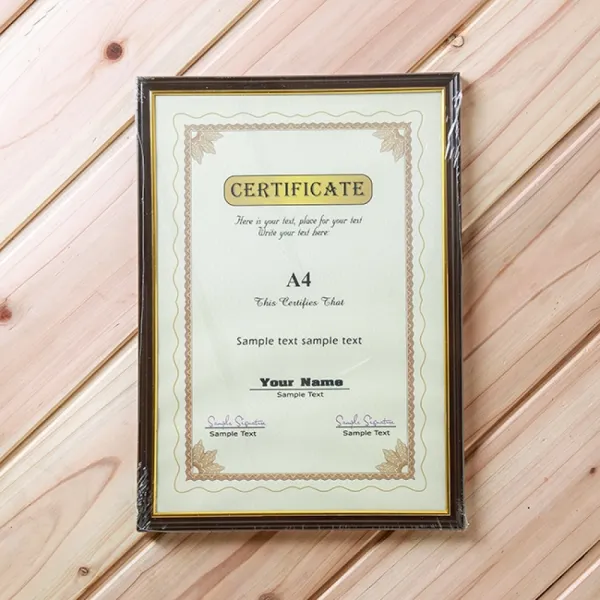 CERTIFICATE
Here is your text, place for your text
Write your text here
A4
This Certifies That
Sample text sample text
Your Name
Sample Text
Sample Signature Sample Signature
Sample Text Sample Text